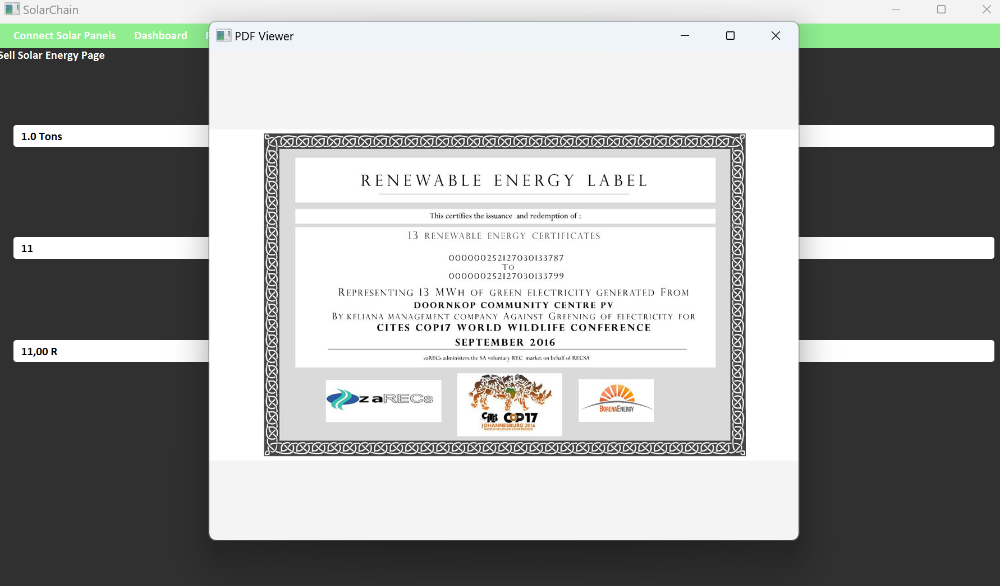 SolarChain
Connect Solar Panels Dashboard
Sell Solar Energy Page
1.0 Tons
11
11,00 R
PDF Viewer
RENEWABLE ENERGY LABEL
This certifies the issuance and redemption of :
13 RENEWABLE ENERGY CERTIFICATES
000000252127030133787
To
000000252127030133799
REPRESENTING 13 MWH OF GREEN ELECTRICITY GENERATED FROM
DOORNKOP COMMUNITY CENTRE PV
BY KELIANA MANAGEMENT COMPANY AGAINST GREENING OF ELECTRICITY FOR
CITES COP17 WORLD WILDLIFE CONFERENCE
SEPTEMBER 2016
zaRECs administers the SA voluntary REC market on behalf of RECSA
zaRECs
CITES COP17
JOHANNESBURG 2016
WORLD WILDLIFE CONFERENCE
BORENAENERGY